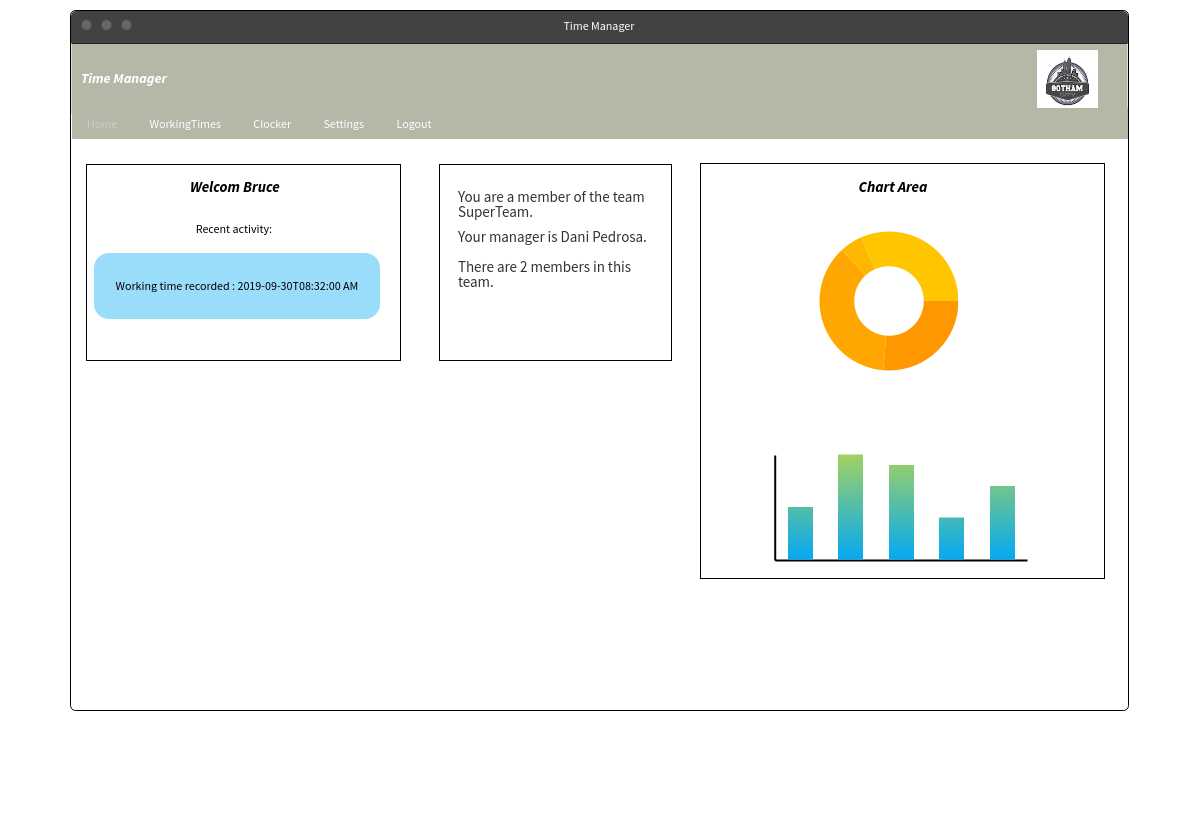 Time Manager
Time Manager
GOTHAM
Home WorkingTimes Clocker Settings Logout
Welcom Bruce
Recent activity:
Working time recorded : 2019-09-30T08:32:00 AM
You are a member of the team
SuperTeam.
Your manager is Dani Pedrosa.
There are 2 members in this
team.
Chart Area